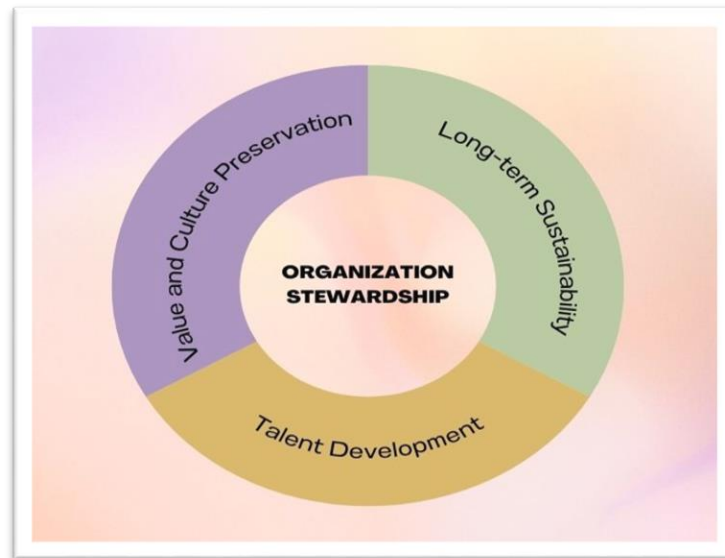 Value and Culture Preservation
Long-term Sustainability
ORGANIZATION
STEWARDSHIP
Talent Development